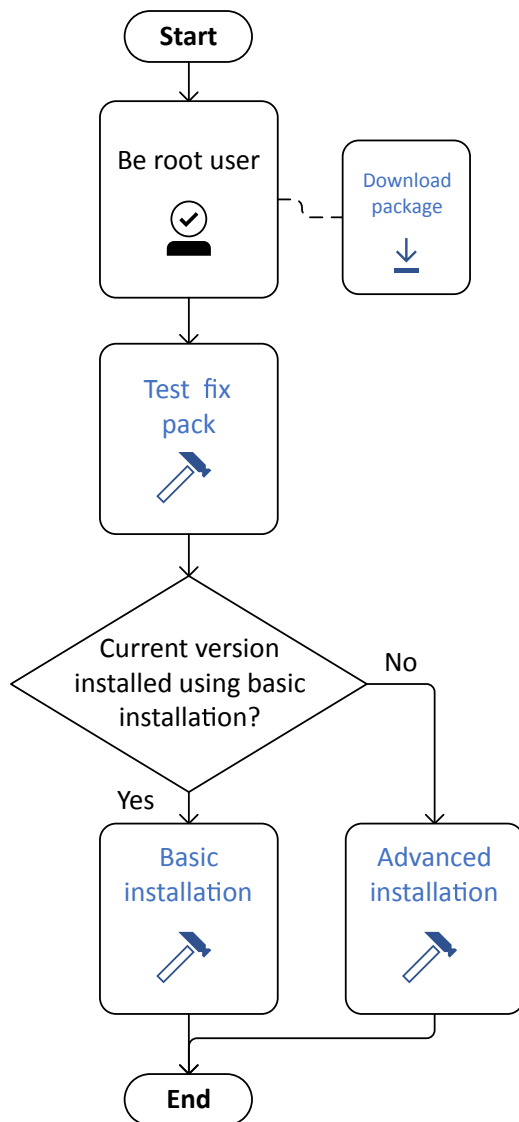 Start
Be root user
Download
package
Test fix
pack
Current version
installed using basic
installation?
No
Yes
Basic
installation
Advanced
installation
End